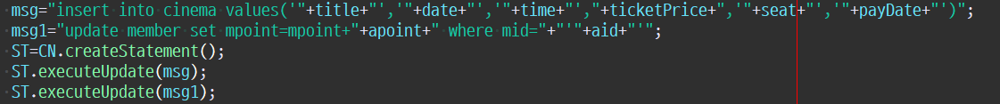 msg="insert into cinema values('"+title+"','"+date+"','"+time+"',"+ticketPrice+",'"+seat+"','"+payDate+"')";
msg1="update member set mpoint=mpoint+"+apoint+" where mid="+"'"+aid+"'";
ST=CN.createStatement();
ST.executeUpdate(msg);
ST.executeUpdate(msg1);